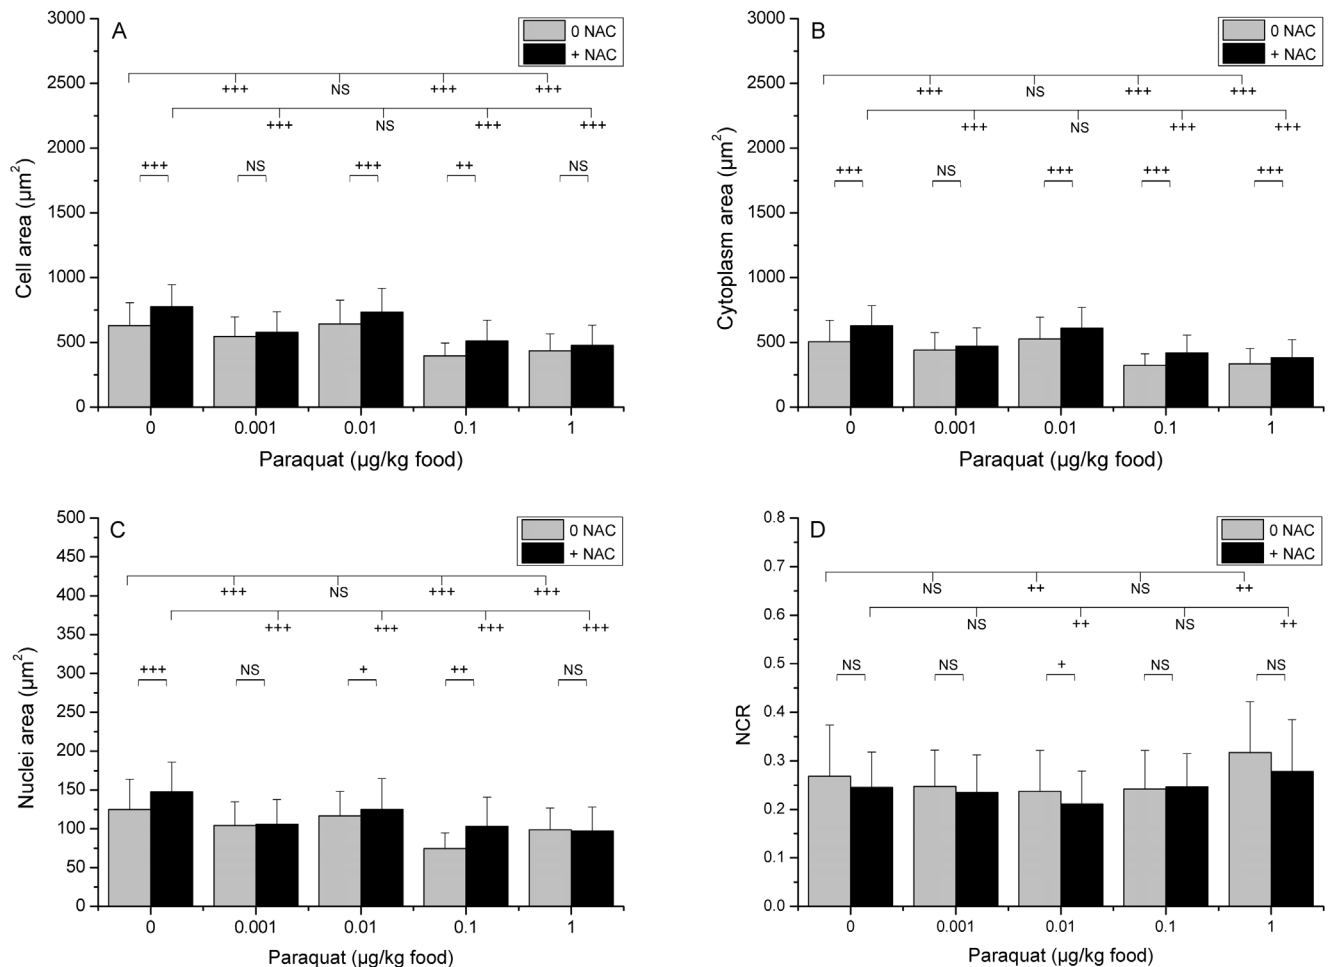 A
0 NAC
+ NAC
3000
2500
2000
1500
1000
500
0
Cell area (µm²)
+++ NS +++ +++
+++ NS +++ +++
+++ NS +++ ++ NS
0 0.001 0.01 0.1 1
Paraquat (µg/kg food)
B
0 NAC
+ NAC
3000
2500
2000
1500
1000
500
0
Cytoplasm area (µm²)
+++ NS +++ +++
+++ NS +++ +++
+++ NS +++ +++ +++
0 0.001 0.01 0.1 1
Paraquat (µg/kg food)
C
0 NAC
+ NAC
500
450
400
350
300
250
200
150
100
50
0
Nuclei area (µm²)
+++ NS +++ +++
+++ +++ +++ +++
+++ NS + ++ NS
0 0.001 0.01 0.1 1
Paraquat (µg/kg food)
D
0 NAC
+ NAC
0.8
0.7
0.6
0.5
0.4
0.3
0.2
0.1
0.0
NCR
NS ++ NS ++
NS ++ NS ++
NS NS + NS NS
0 0.001 0.01 0.1 1
Paraquat (µg/kg food)